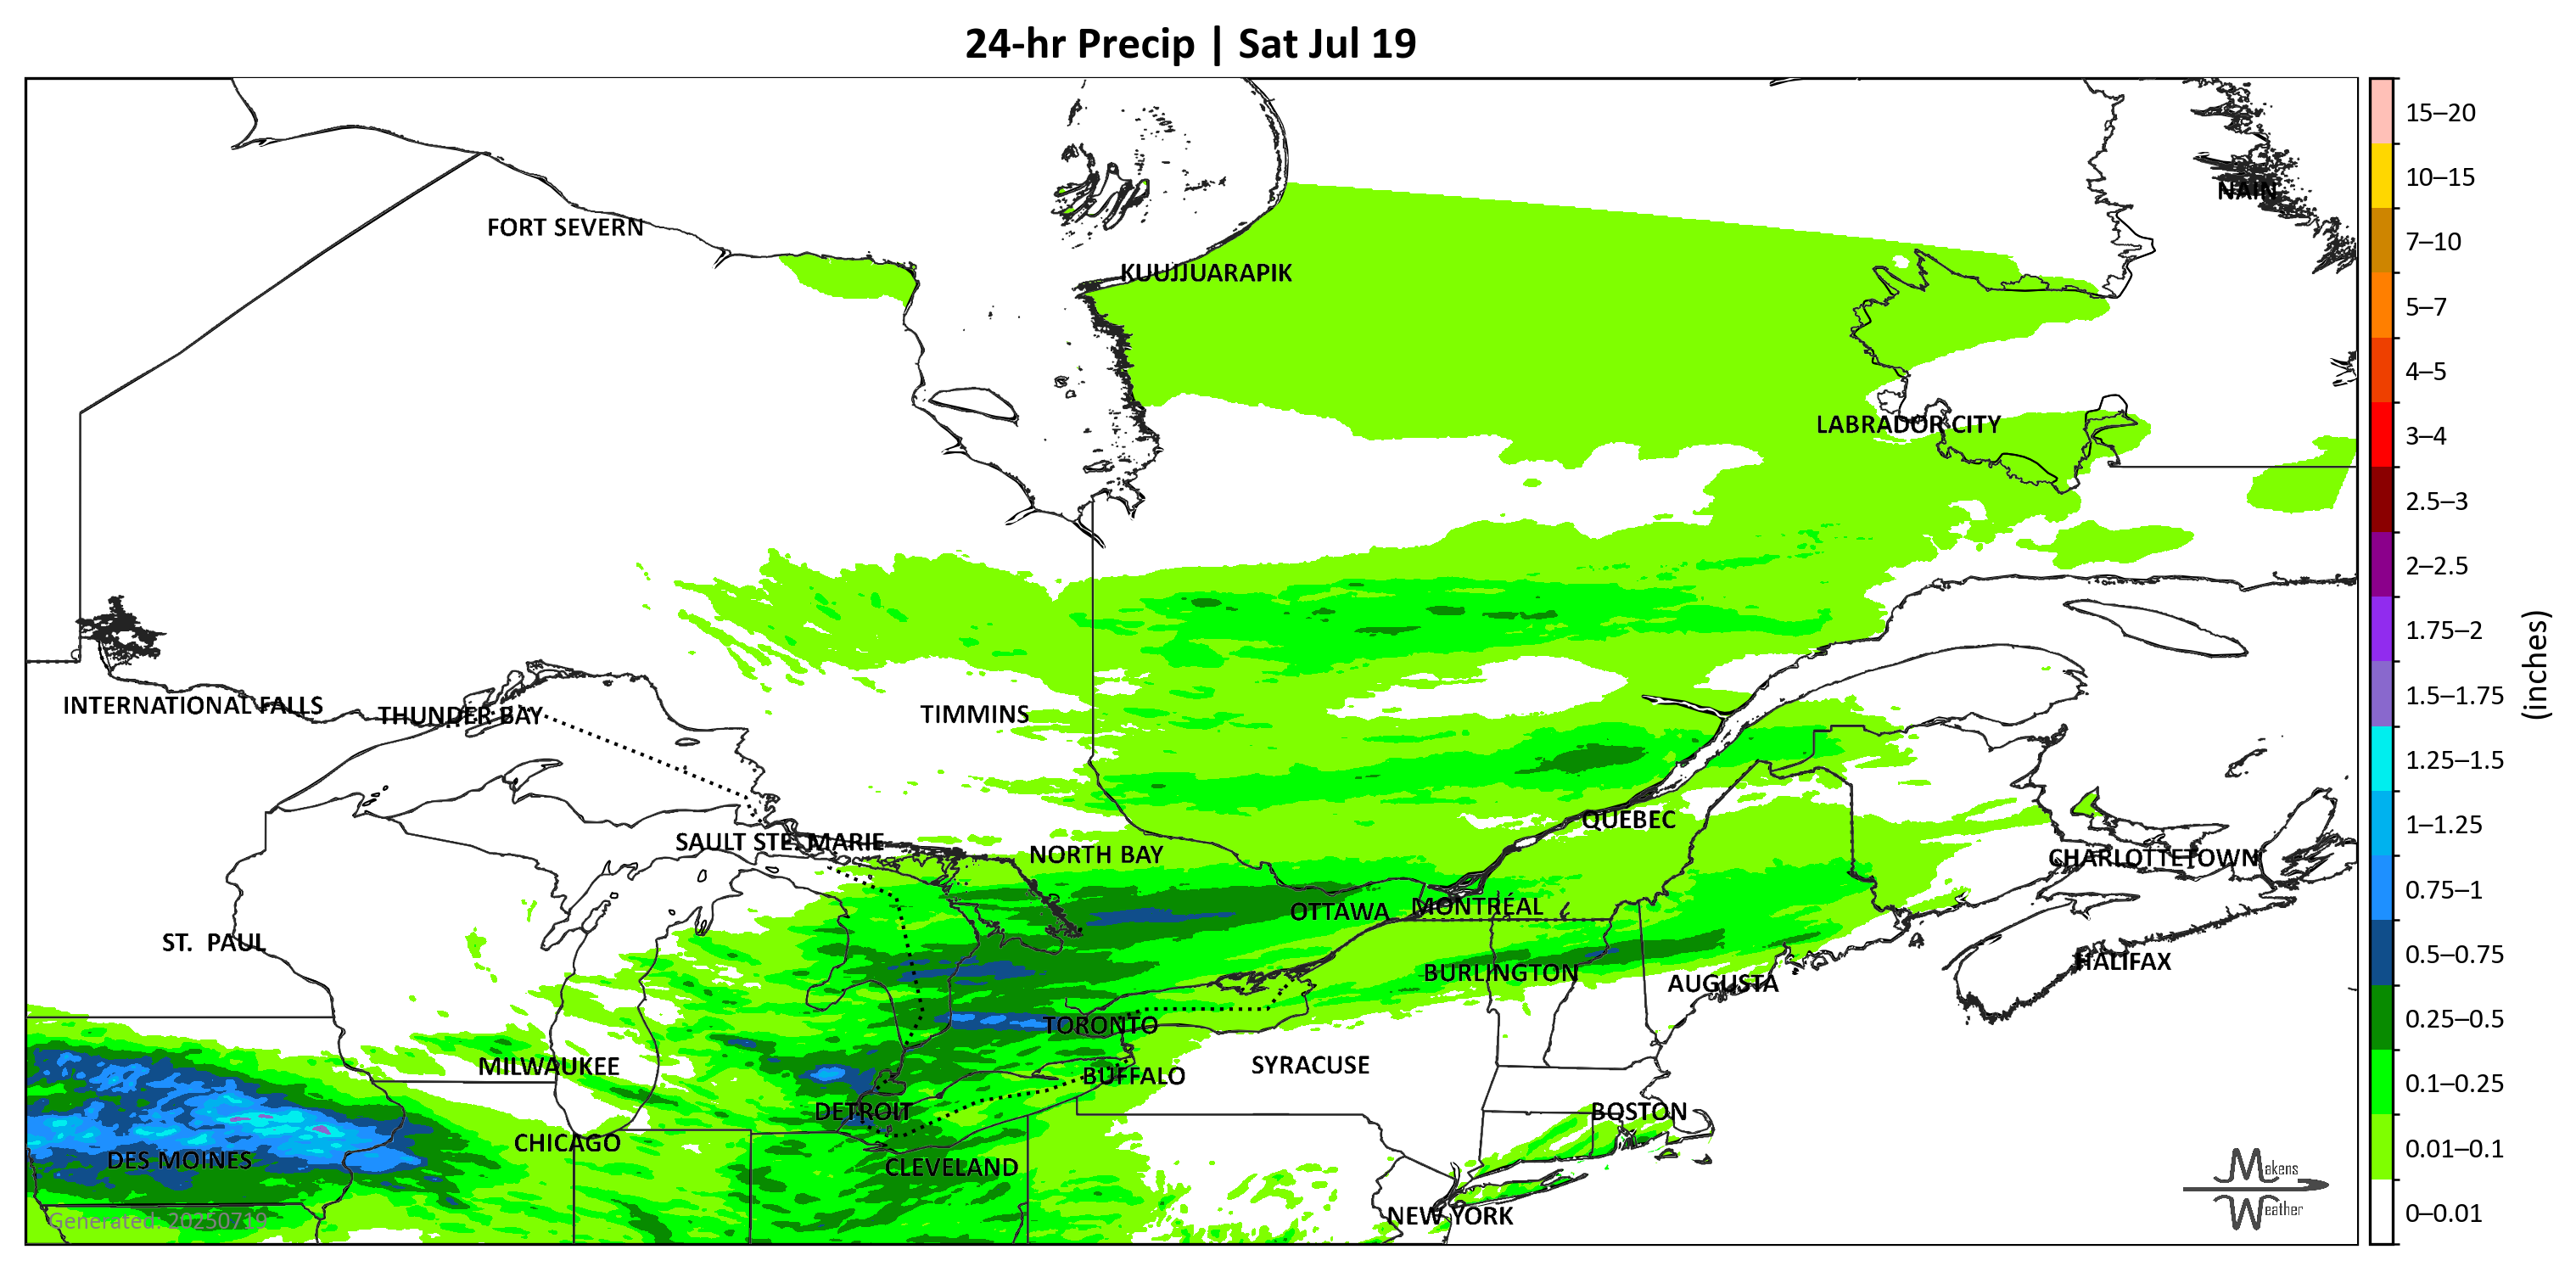 24-hr Precip | Sat Jul 19
NAIN
FORT SEVERN
KUUJJUARAPIK
LABRADOR CITY
INTERNATIONAL FALLS
THUNDER BAY
TIMMINS
QUEBEC
SAULT STE. MARIE
NORTH BAY
CHARLOTTETOWN
OTTAWA
MONTRÉAL
ST. PAUL
HALIFAX
BURLINGTON
AUGUSTA
TORONTO
SYRACUSE
MILWAUKEE
BUFFALO
DETROIT
BOSTON
CHICAGO
DES MOINES
CLEVELAND
NEW YORK
Generated: 20250719
Makens
Weather
15–20
10–15
7–10
5–7
4–5
3–4
2.5–3
2–2.5
1.75–2
1.5–1.75
1.25–1.5
1–1.25
0.75–1
0.5–0.75
0.25–0.5
0.1–0.25
0.01–0.1
0–0.01
(inches)